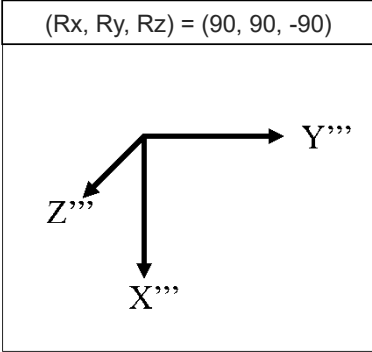 (Rx, Ry, Rz) = (90, 90, -90)
Y’’’
Z’’’
X’’’